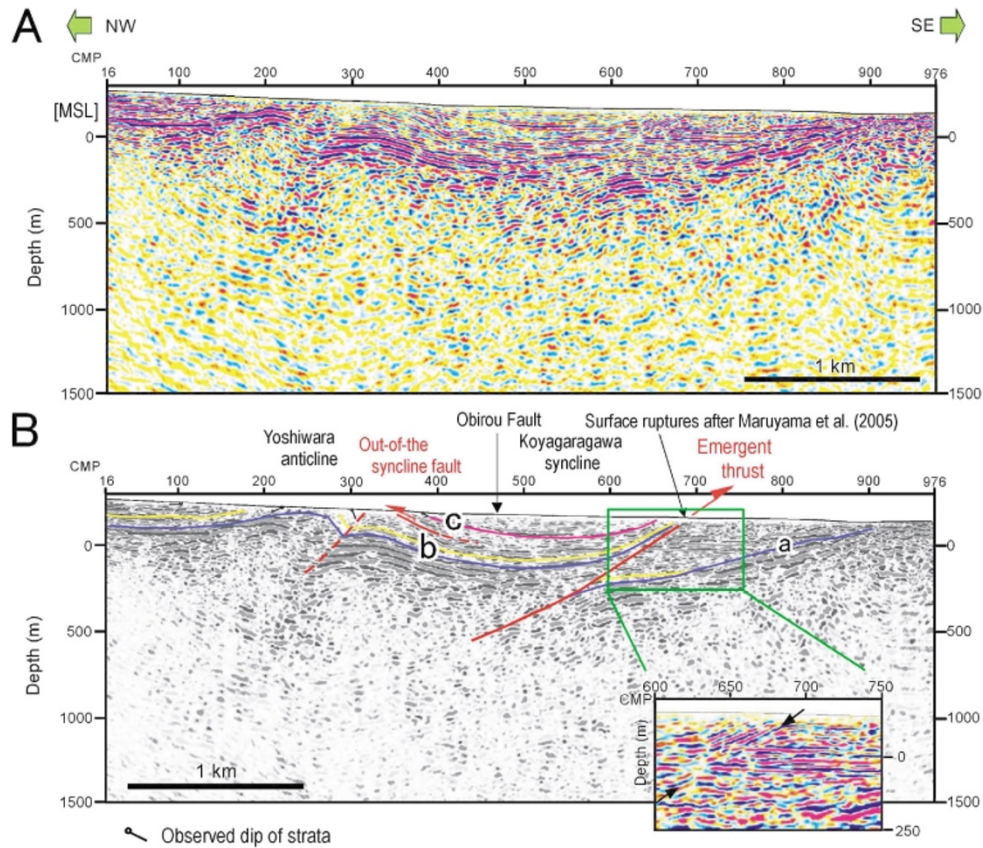 A
NW
SE
CMP
16 100 200 300 400 500 600 700 800 900 976
[MSL]
0
0
500
500
1000
1000
1500
1500
Depth (m)
1 km
B
Obirou Fault
Surface ruptures after Maruyama et al. (2005)
Yoshiwara
anticline
Out-of-the
syncline fault
Koyagaragawa
syncline
Emergent
thrust
CMP
16 100 200 300 400 500 600 700 800 900 976
c
b
a
0
0
500
500
1000
1000
1500
1500
Depth (m)
1 km
600 650 700 750
CMP
Depth (m)
0
250
Observed dip of strata